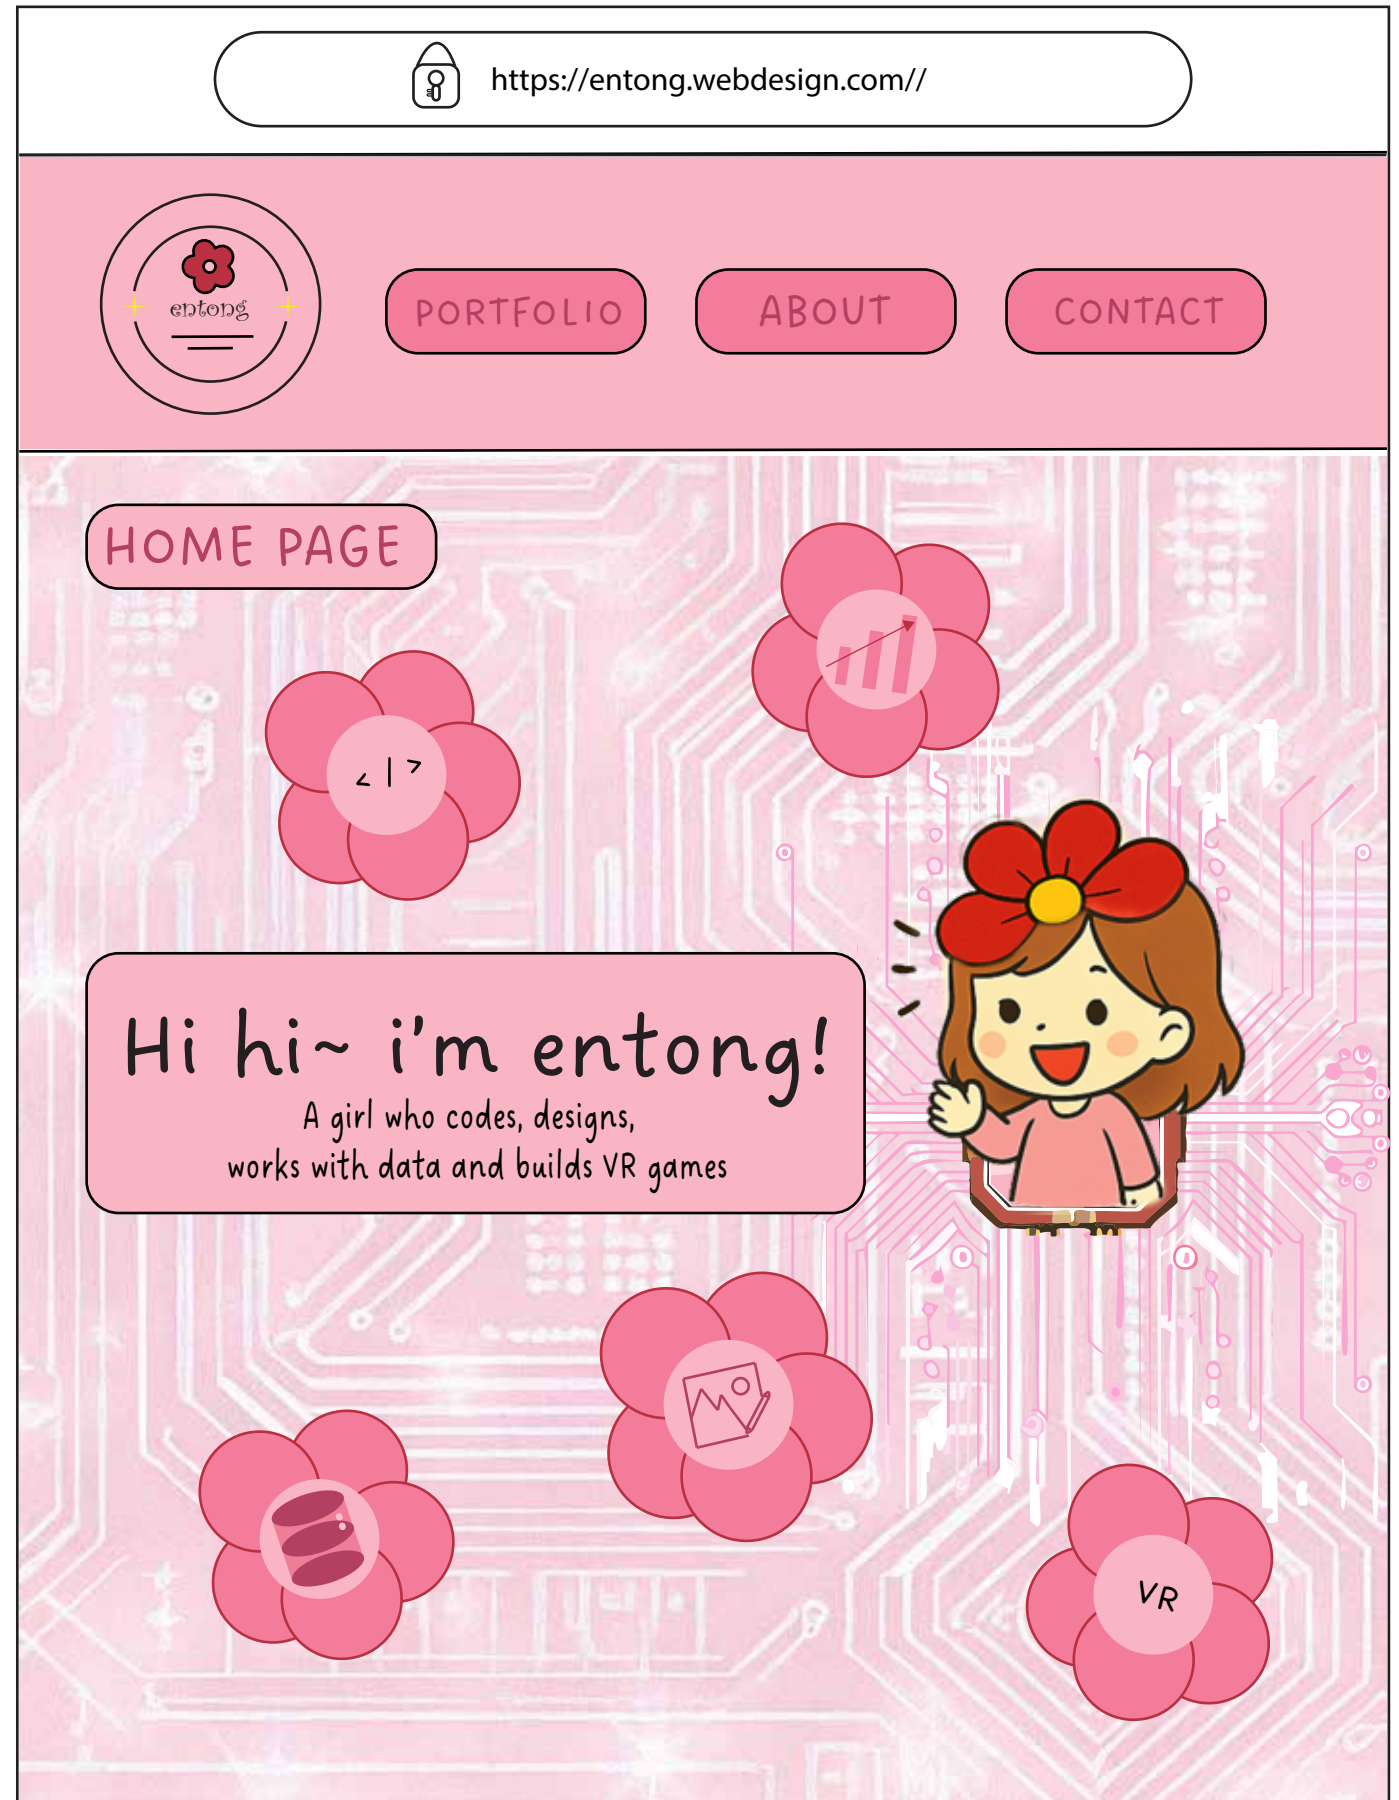 https://entong.webdesign.com//
entong
PORTFOLIO
ABOUT
CONTACT
HOME PAGE
< | >
Hi hi~ i'm entong!
A girl who codes, designs,
works with data and builds VR games
VR